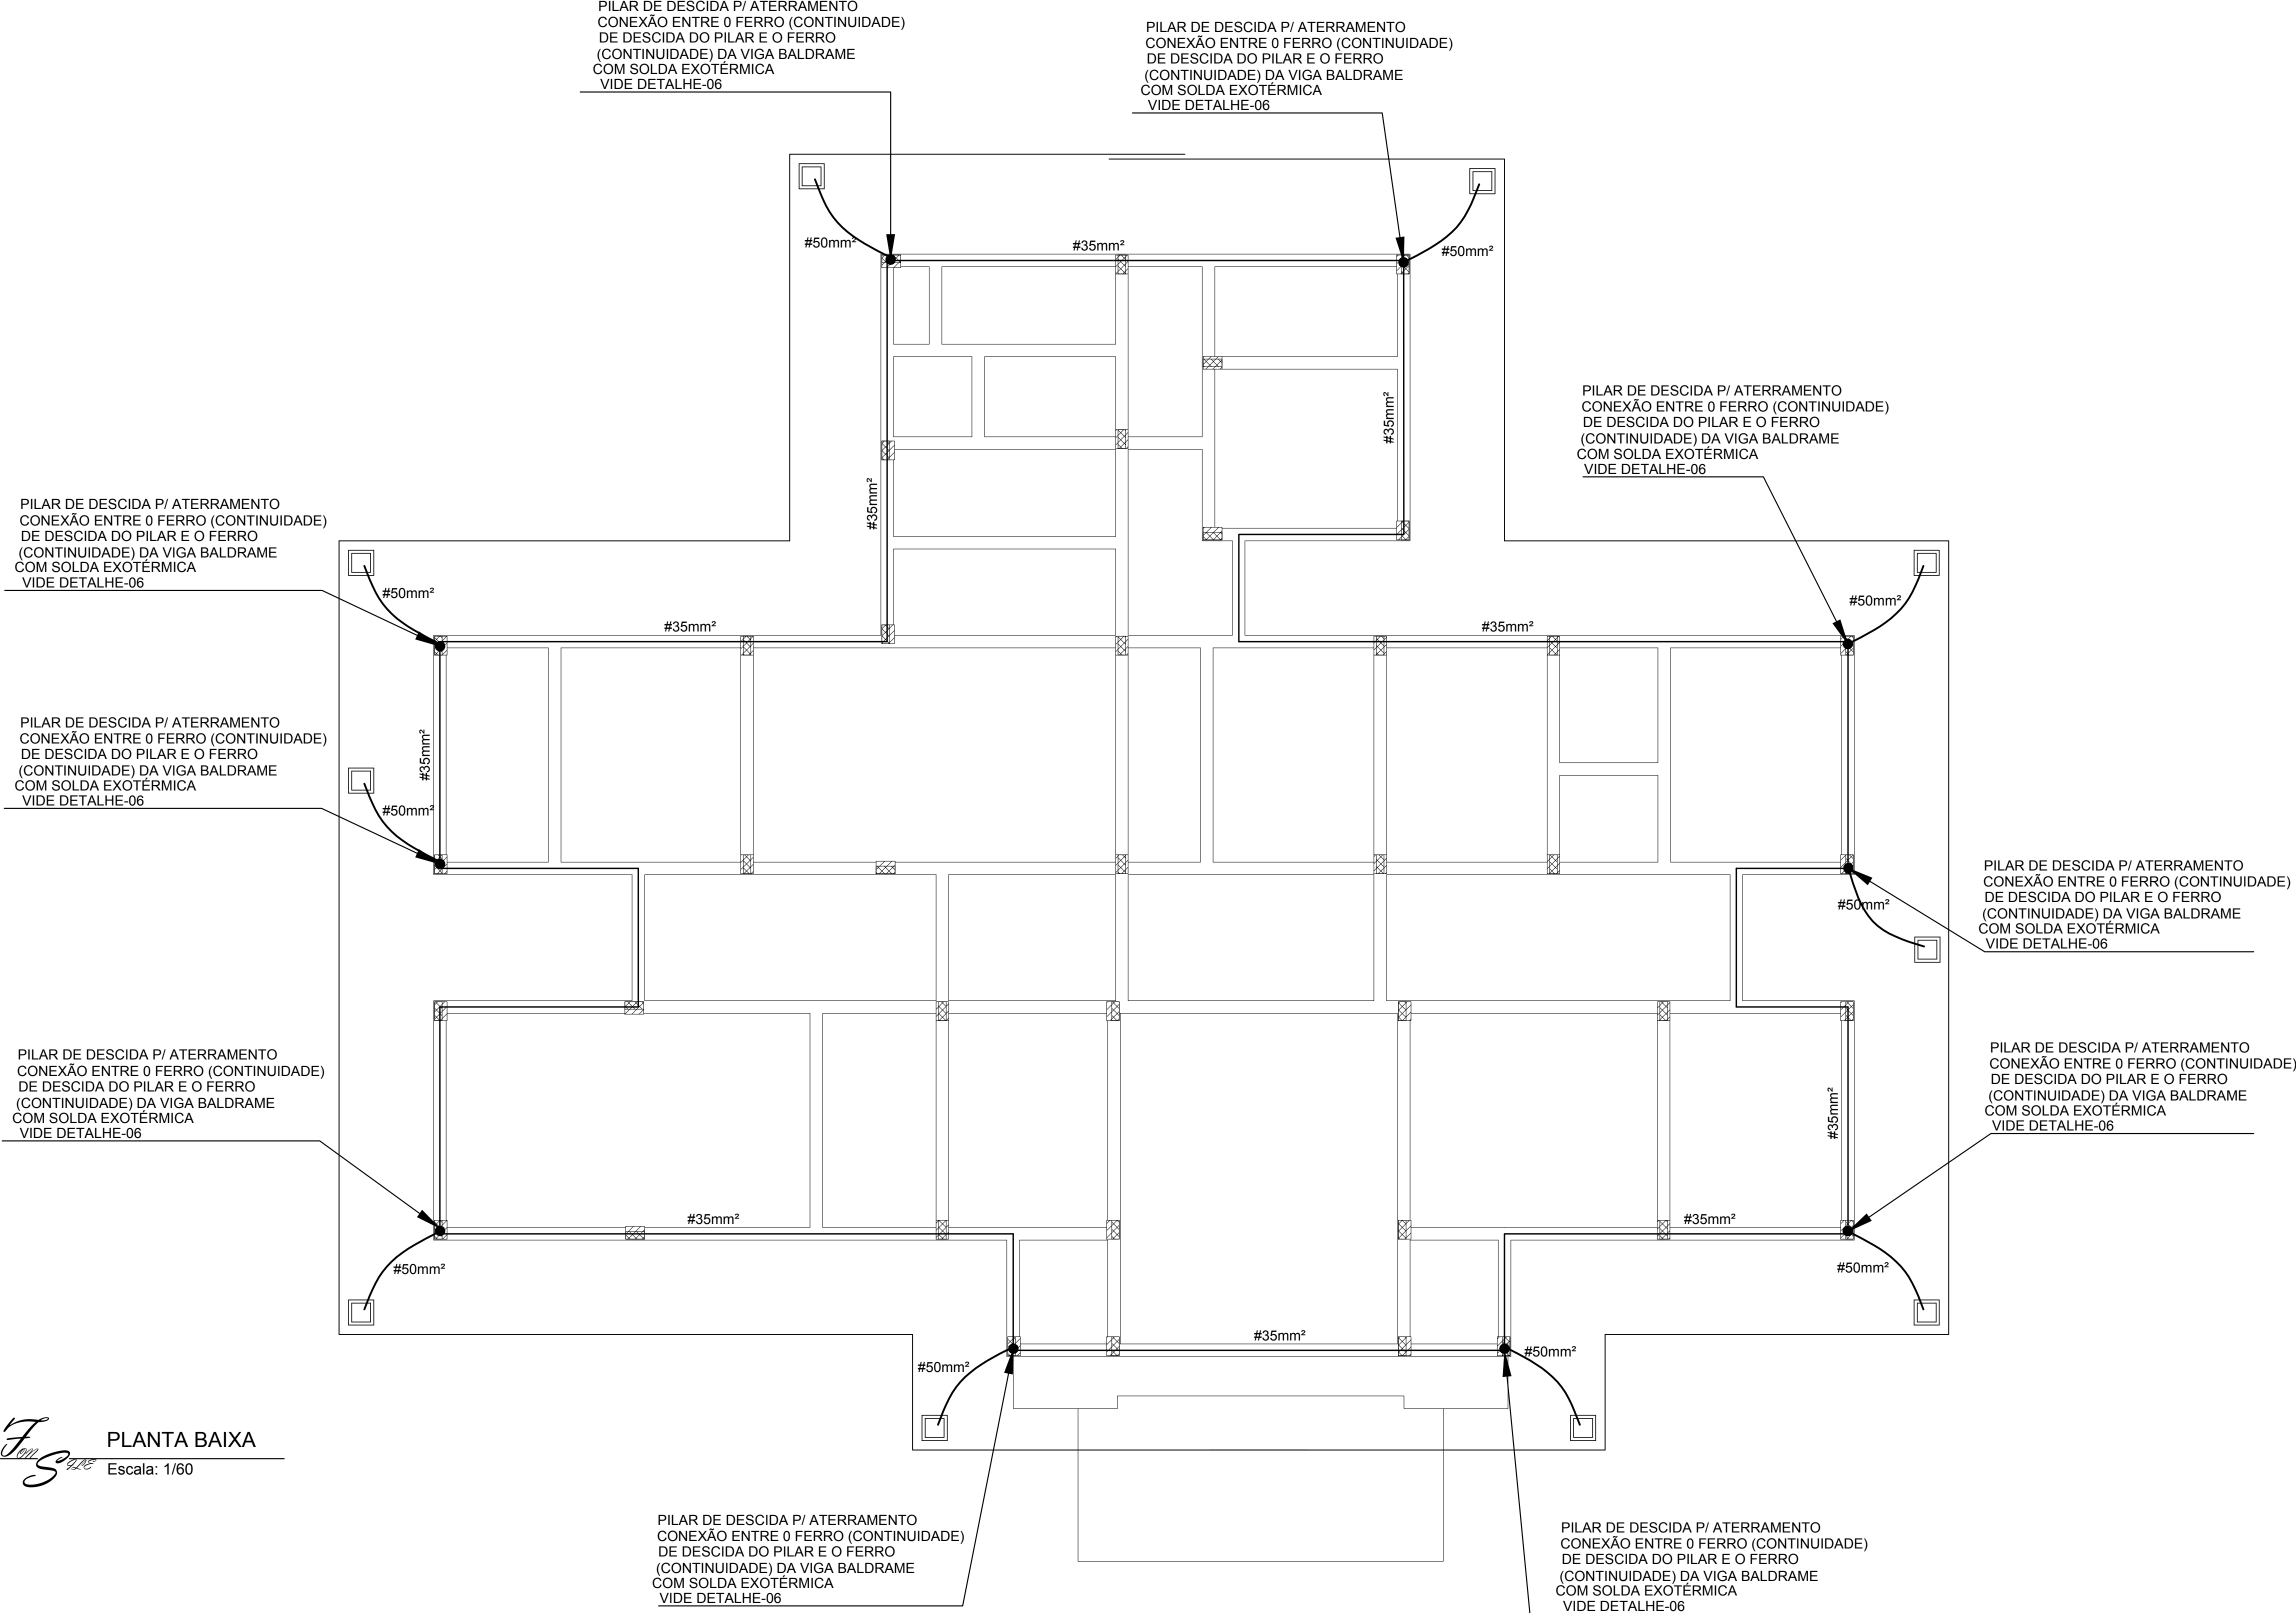 PILAR DE DESCIDA P/ ATERRAMENTO
CONEXÃO ENTRE 0 FERRO (CONTINUIDADE)
DE DESCIDA DO PILAR E O FERRO
(CONTINUIDADE) DA VIGA BALDRAME
COM SOLDA EXOTÉRMICA
VIDE DETALHE-06
PILAR DE DESCIDA P/ ATERRAMENTO
CONEXÃO ENTRE 0 FERRO (CONTINUIDADE)
DE DESCIDA DO PILAR E O FERRO
(CONTINUIDADE) DA VIGA BALDRAME
COM SOLDA EXOTÉRMICA
VIDE DETALHE-06
#50mm²
#35mm²
#50mm²
PILAR DE DESCIDA P/ ATERRAMENTO
CONEXÃO ENTRE 0 FERRO (CONTINUIDADE)
DE DESCIDA DO PILAR E O FERRO
(CONTINUIDADE) DA VIGA BALDRAME
COM SOLDA EXOTÉRMICA
VIDE DETALHE-06
#35mm²
#35mm²
PILAR DE DESCIDA P/ ATERRAMENTO
CONEXÃO ENTRE 0 FERRO (CONTINUIDADE)
DE DESCIDA DO PILAR E O FERRO
(CONTINUIDADE) DA VIGA BALDRAME
COM SOLDA EXOTÉRMICA
VIDE DETALHE-06
#50mm²
#50mm²
#35mm²
#35mm²
PILAR DE DESCIDA P/ ATERRAMENTO
CONEXÃO ENTRE 0 FERRO (CONTINUIDADE)
DE DESCIDA DO PILAR E O FERRO
(CONTINUIDADE) DA VIGA BALDRAME
COM SOLDA EXOTÉRMICA
VIDE DETALHE-06
#35mm²
#50mm²
PILAR DE DESCIDA P/ ATERRAMENTO
CONEXÃO ENTRE 0 FERRO (CONTINUIDADE)
DE DESCIDA DO PILAR E O FERRO
(CONTINUIDADE) DA VIGA BALDRAME
COM SOLDA EXOTÉRMICA
VIDE DETALHE-06
#50mm²
PILAR DE DESCIDA P/ ATERRAMENTO
CONEXÃO ENTRE 0 FERRO (CONTINUIDADE)
DE DESCIDA DO PILAR E O FERRO
(CONTINUIDADE) DA VIGA BALDRAME
COM SOLDA EXOTÉRMICA
VIDE DETALHE-06
PILAR DE DESCIDA P/ ATERRAMENTO
CONEXÃO ENTRE 0 FERRO (CONTINUIDADE)
DE DESCIDA DO PILAR E O FERRO
(CONTINUIDADE) DA VIGA BALDRAME
COM SOLDA EXOTÉRMICA
VIDE DETALHE-06
#35mm²
#35mm²
#35mm²
#50mm²
#50mm²
#35mm²
#50mm²
#50mm²
PLANTA BAIXA
Escala: 1/60
PILAR DE DESCIDA P/ ATERRAMENTO
CONEXÃO ENTRE 0 FERRO (CONTINUIDADE)
DE DESCIDA DO PILAR E O FERRO
(CONTINUIDADE) DA VIGA BALDRAME
COM SOLDA EXOTÉRMICA
VIDE DETALHE-06
PILAR DE DESCIDA P/ ATERRAMENTO
CONEXÃO ENTRE 0 FERRO (CONTINUIDADE)
DE DESCIDA DO PILAR E O FERRO
(CONTINUIDADE) DA VIGA BALDRAME
COM SOLDA EXOTÉRMICA
VIDE DETALHE-06